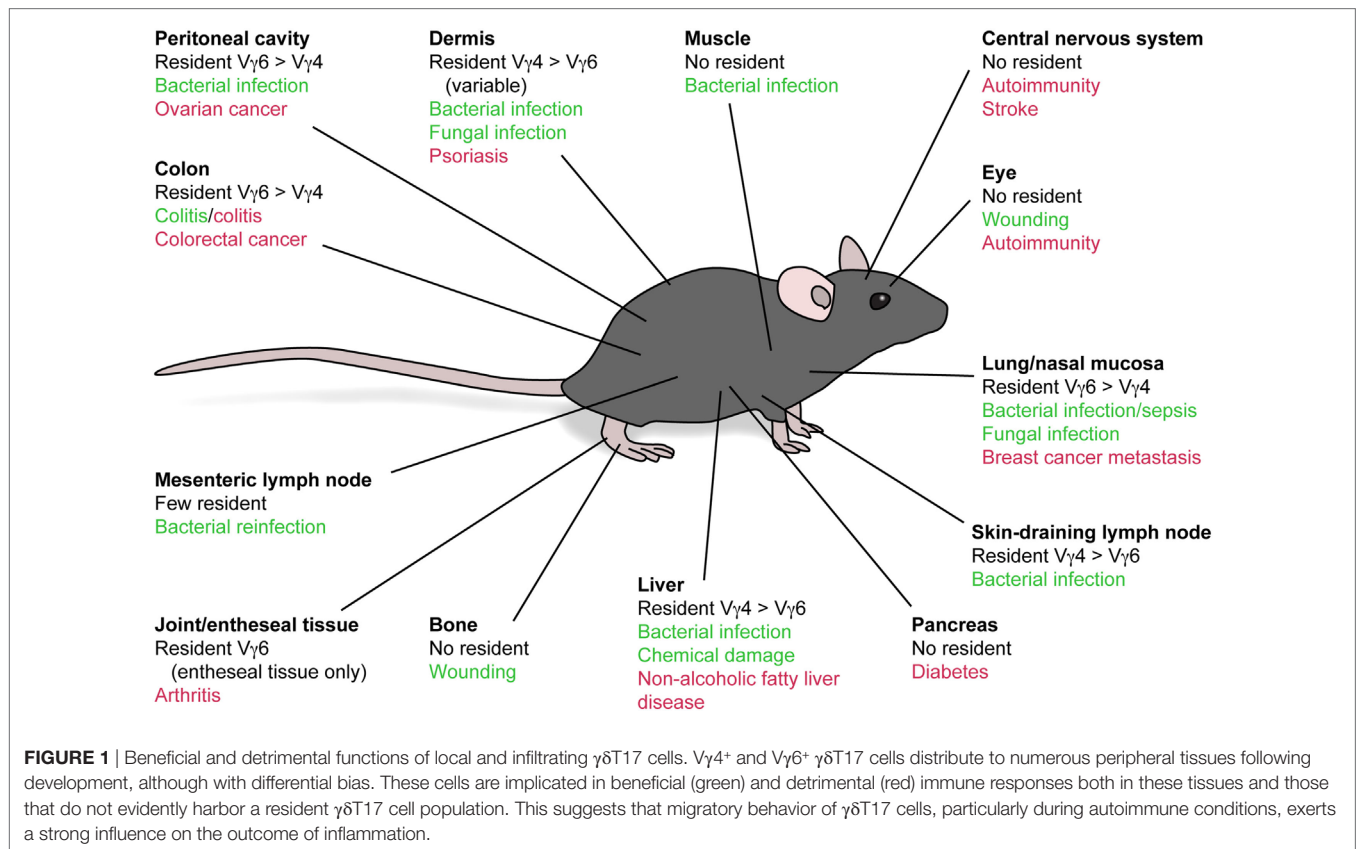 Peritoneal cavity
Resident Vγ6 > Vγ4
Bacterial infection
Ovarian cancer
Dermis
Resident Vγ4 > Vγ6
(variable)
Bacterial infection
Fungal infection
Psoriasis
Muscle
No resident
Bacterial infection
Central nervous system
No resident
Autoimmunity
Stroke
Colon
Resident Vγ6 > Vγ4
Colitis/colitis
Colorectal cancer
Eye
No resident
Wounding
Autoimmunity
Lung/nasal mucosa
Resident Vγ6 > Vγ4
Bacterial infection/sepsis
Fungal infection
Breast cancer metastasis
Mesenteric lymph node
Few resident
Bacterial reinfection
Skin-draining lymph node
Resident Vγ4 > Vγ6
Bacterial infection
Joint/entheseal tissue
Resident Vγ6
(entheseal tissue only)
Arthritis
Bone
No resident
Wounding
Liver
Resident Vγ4 > Vγ6
Bacterial infection
Chemical damage
Non-alcoholic fatty liver
disease
Pancreas
No resident
Diabetes
FIGURE 1 | Beneficial and detrimental functions of local and infiltrating γδT17 cells. Vγ4⁺ and Vγ6⁺ γδT17 cells distribute to numerous peripheral tissues following
development, although with differential bias. These cells are implicated in beneficial (green) and detrimental (red) immune responses both in these tissues and those
that do not evidently harbor a resident γδT17 cell population. This suggests that migratory behavior of γδT17 cells, particularly during autoimmune conditions, exerts
a strong influence on the outcome of inflammation.